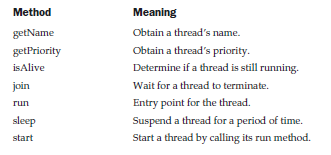 Method Meaning
getName Obtain a thread's name.
getPriority Obtain a thread's priority.
isAlive Determine if a thread is still running.
join Wait for a thread to terminate.
run Entry point for the thread.
sleep Suspend a thread for a period of time.
start Start a thread by calling its run method.